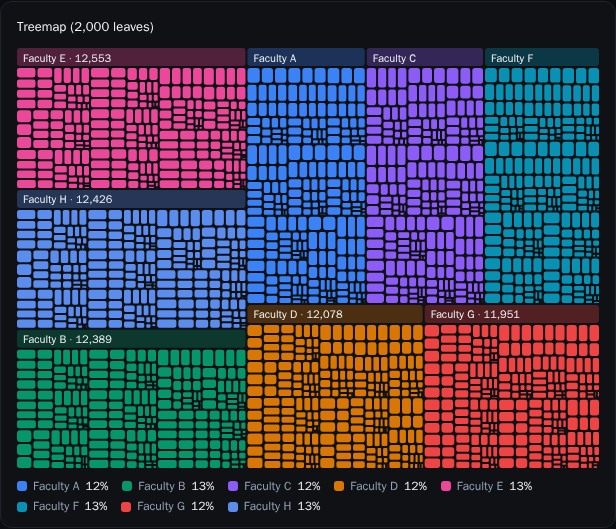 Treemap (2,000 leaves)
Faculty E · 12,553
Faculty A
Faculty C
Faculty F
Faculty H · 12,426
Faculty D · 12,078
Faculty G · 11,951
Faculty B · 12,389
Faculty A 12% Faculty B 13% Faculty C 12% Faculty D 12% Faculty E 13%
Faculty F 13% Faculty G 12% Faculty H 13%